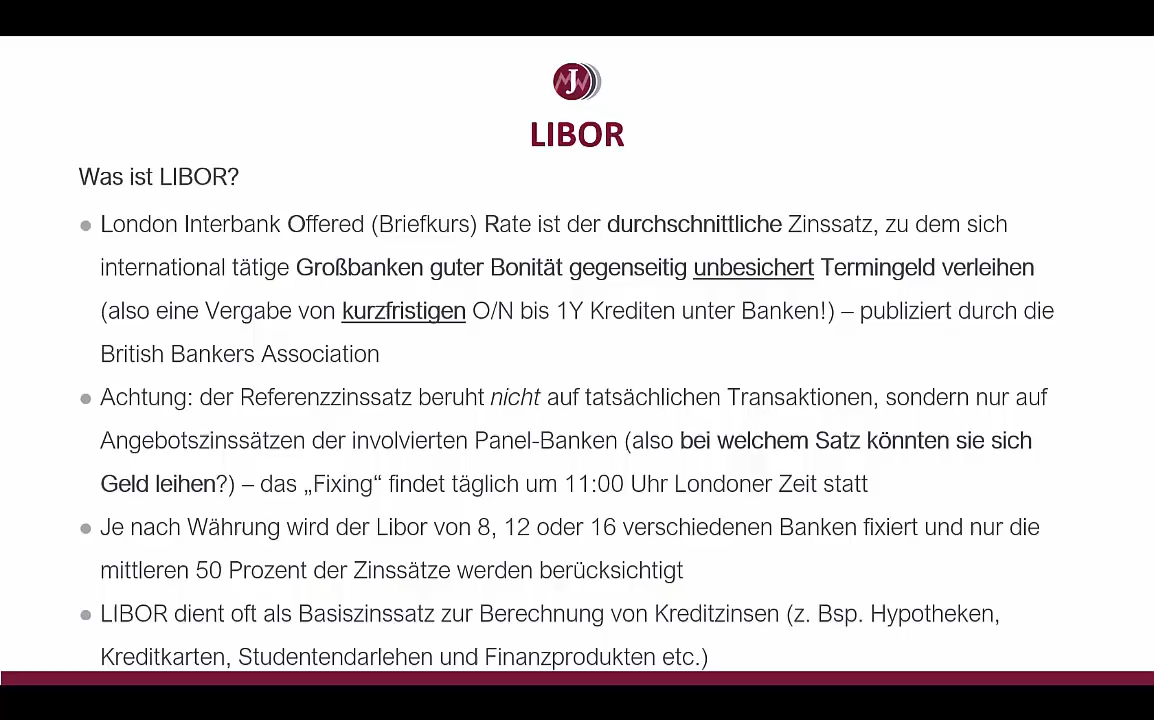 J
LIBOR
Was ist LIBOR?
● London Interbank Offered (Briefkurs) Rate ist der durchschnittliche Zinssatz, zu dem sich
international tätige Großbanken guter Bonität gegenseitig unbesichert Termingeld verleihen
(also eine Vergabe von kurzfristigen O/N bis 1Y Krediten unter Banken!) – publiziert durch die
British Bankers Association
● Achtung: der Referenzzinssatz beruht nicht auf tatsächlichen Transaktionen, sondern nur auf
Angebotszinssätzen der involvierten Panel-Banken (also bei welchem Satz könnten sie sich
Geld leihen?) – das „Fixing“ findet täglich um 11:00 Uhr Londoner Zeit statt
● Je nach Währung wird der Libor von 8, 12 oder 16 verschiedenen Banken fixiert und nur die
mittleren 50 Prozent der Zinssätze werden berücksichtigt
● LIBOR dient oft als Basiszinssatz zur Berechnung von Kreditzinsen (z. Bsp. Hypotheken,
Kreditkarten, Studentendarlehen und Finanzprodukten etc.)